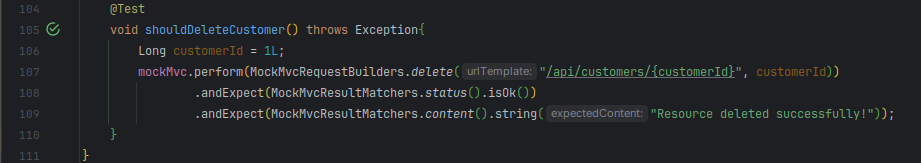 104 @Test
105 void shouldDeleteCustomer() throws Exception{
106 Long customerId = 1L;
107 mockMvc.perform(MockMvcRequestBuilders.delete( urlTemplate: "/api/customers/{customerId}", customerId))
108 .andExpect(MockMvcResultMatchers.status().isOk())
109 .andExpect(MockMvcResultMatchers.content().string( expectedContent: "Resource deleted successfully!"));
110 }
111 }